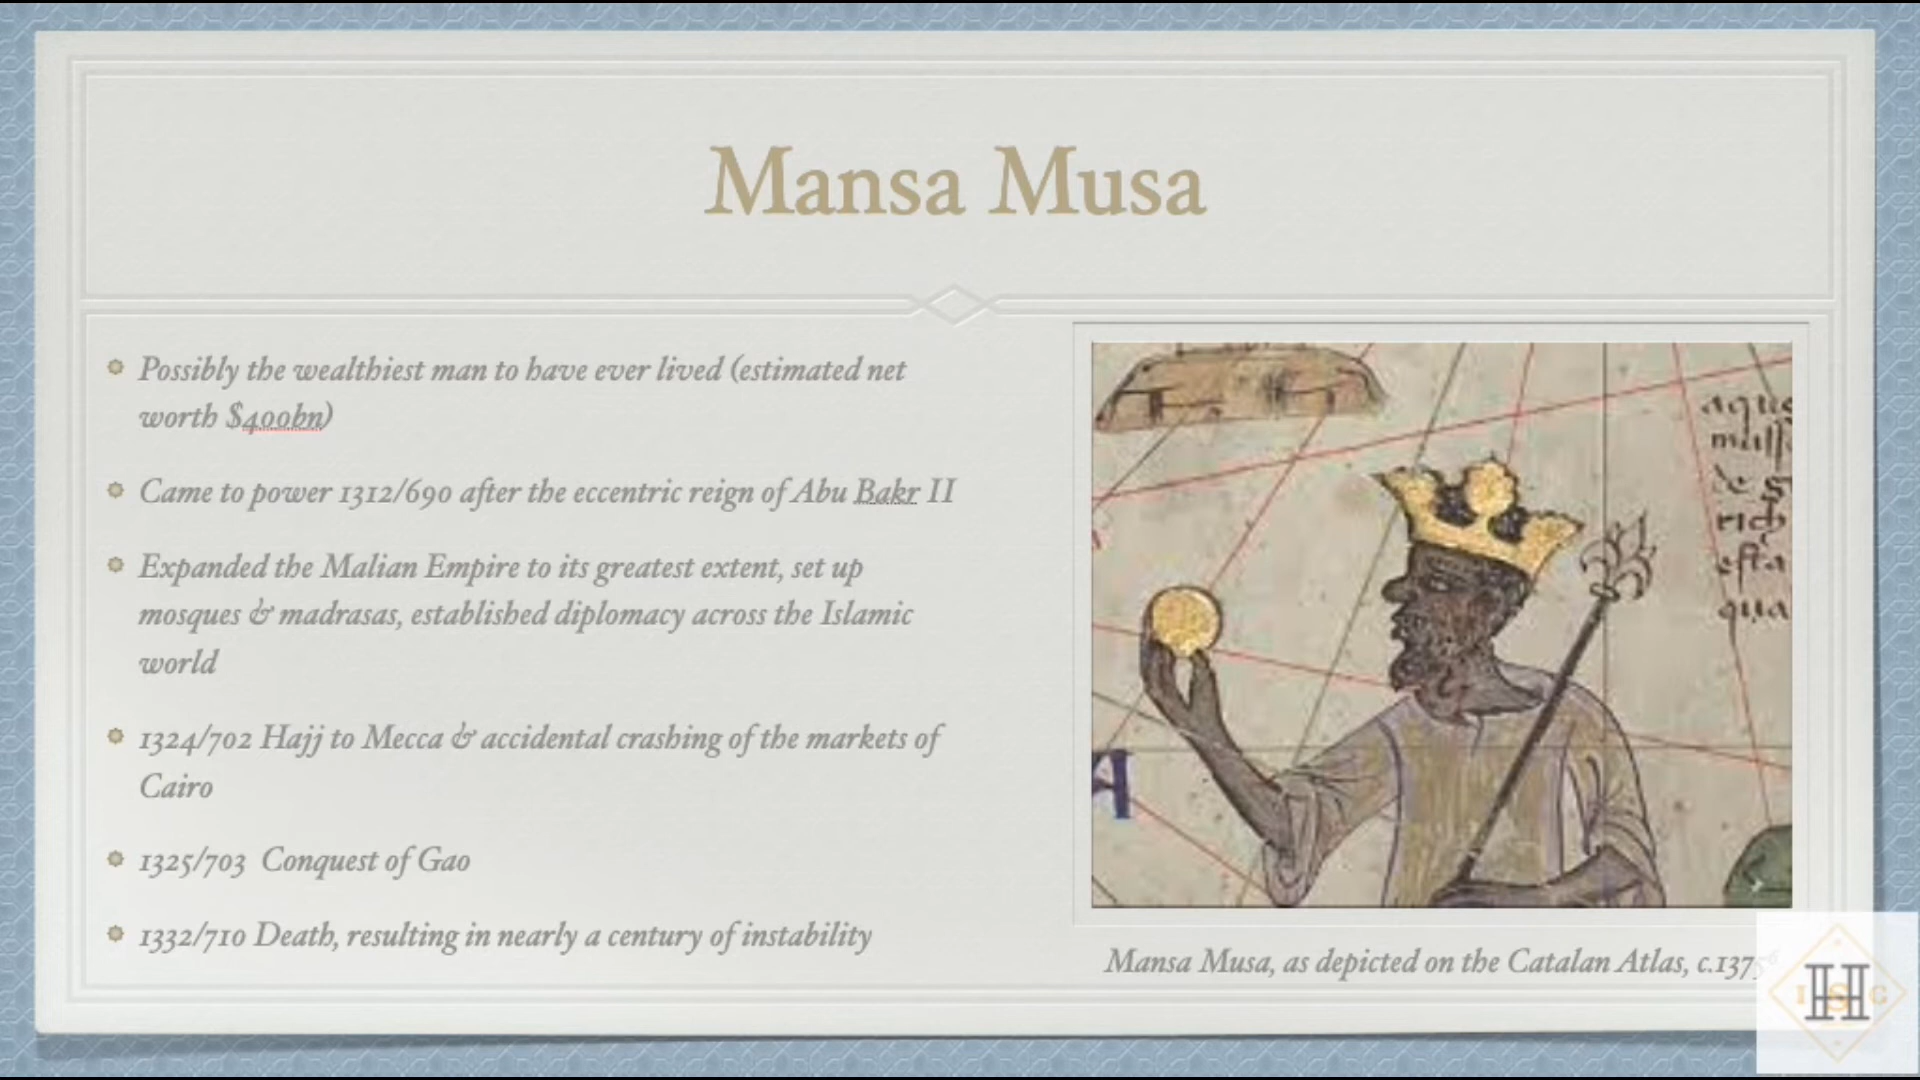 Mansa Musa
Possibly the wealthiest man to have ever lived (estimated net
worth $400bn)
Came to power 1312/690 after the eccentric reign of Abu Bakr II
Expanded the Malian Empire to its greatest extent, set up
mosques & madrasas, established diplomacy across the Islamic
world
1324/702 Hajj to Mecca & accidental crashing of the markets of
Cairo
1325/703 Conquest of Gao
1332/710 Death, resulting in nearly a century of instability
A
rich
esta
qua
Mansa Musa, as depicted on the Catalan Atlas, c.1375
I H S C